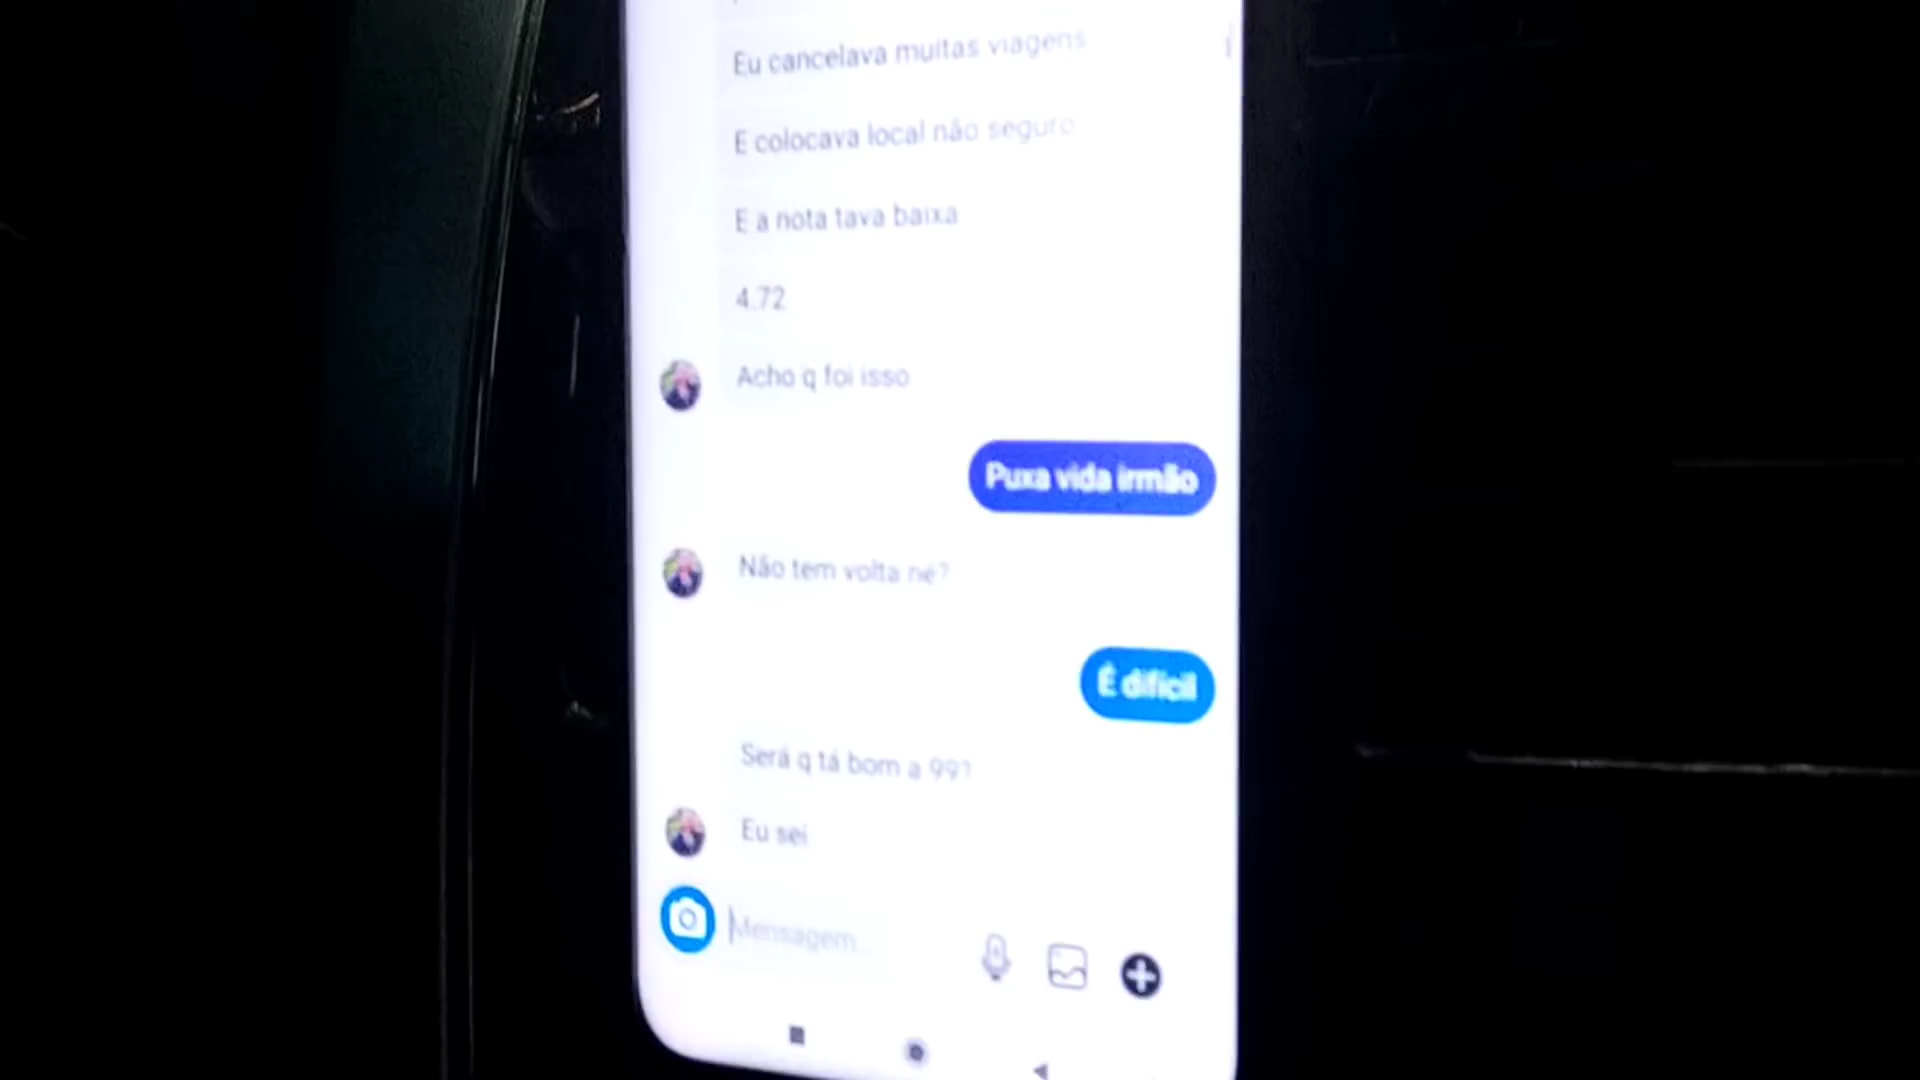 Eu cancelava muitas viagens
E colocava local não seguro
E a nota tava baixa
4.72
Acho q foi isso
Puxa vida irmão
Não tem volta né?
É difícil
Será q tá bom a 99?
Eu sei
Mensagem...